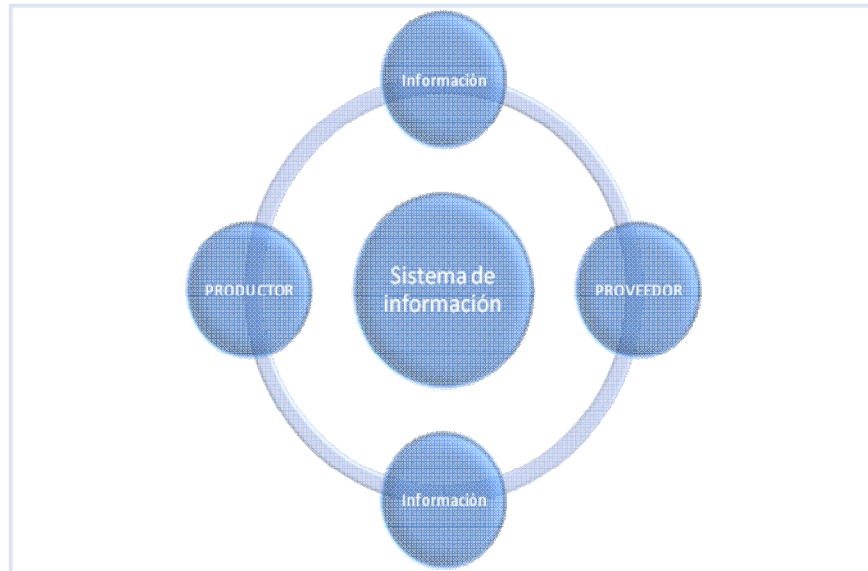 Información
PRODUCTOR
Sistema de
información
PROVEEDOR
Información